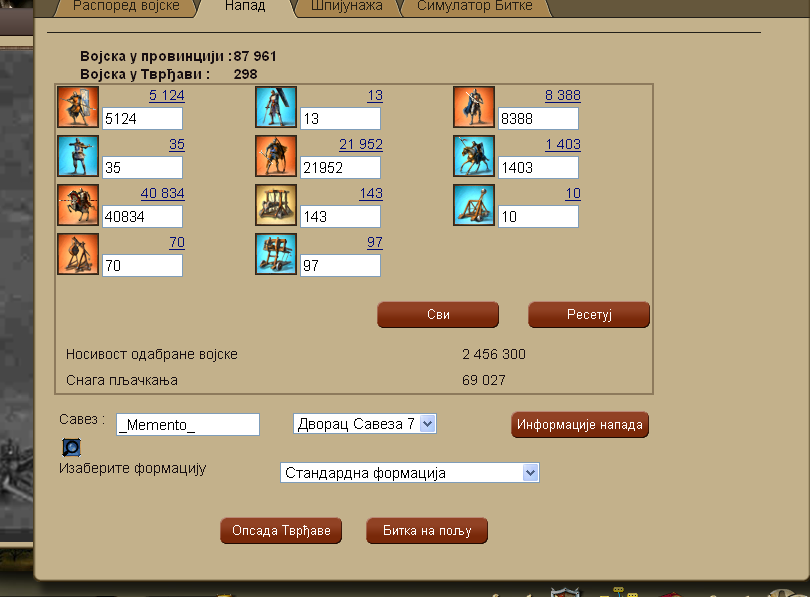 Распоред војске Напад Шпијунажа Симулатор Битке
Војска у провинцији :87 961
Војска у Тврђави : 298
5 124 13 8 388
5124 13 8388
35 21 952 1 403
35 21952 1403
40 834 143 10
40834 143 10
70 97
70 97
Сви Ресетуј
Носивост одабране војске 2 456 300
Снага пљачкања 69 027
Савез : _Memento_ Дворац Савеза 7 Информације напада
Изаберите формацију Стандардна формација
Опсада Тврђаве Битка на пољу